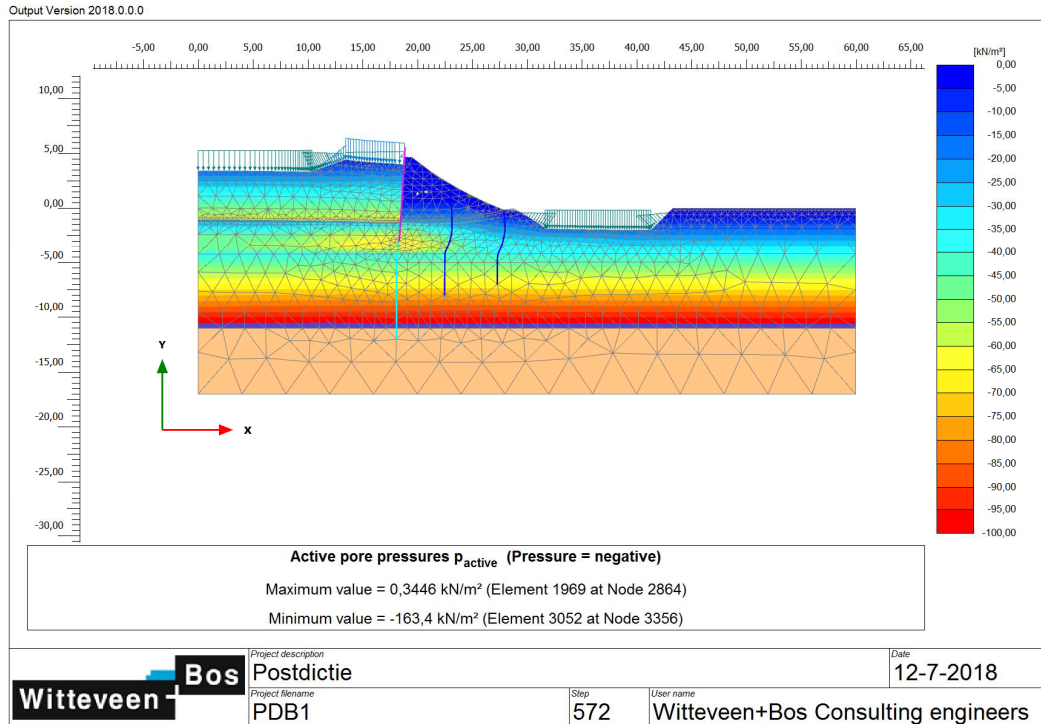 Output Version 2018.0.0.0
-5,00 0,00 5,00 10,00 15,00 20,00 25,00 30,00 35,00 40,00 45,00 50,00 55,00 60,00 65,00
[kN/m²]
0,00
-5,00
-10,00
-15,00
-20,00
-25,00
-30,00
-35,00
-40,00
-45,00
-50,00
-55,00
-60,00
-65,00
-70,00
-75,00
-80,00
-85,00
-90,00
-95,00
-100,00
10,00
5,00
0,00
-5,00
-10,00
-15,00
-20,00
-25,00
-30,00
Y
x
Active pore pressures p_active (Pressure = negative)
Maximum value = 0,3446 kN/m² (Element 1969 at Node 2864)
Minimum value = -163,4 kN/m² (Element 3052 at Node 3356)
Witteveen+Bos
Project description
Postdictie
Date
12-7-2018
Project filename
PDB1
Step
572
User name
Witteveen+Bos Consulting engineers